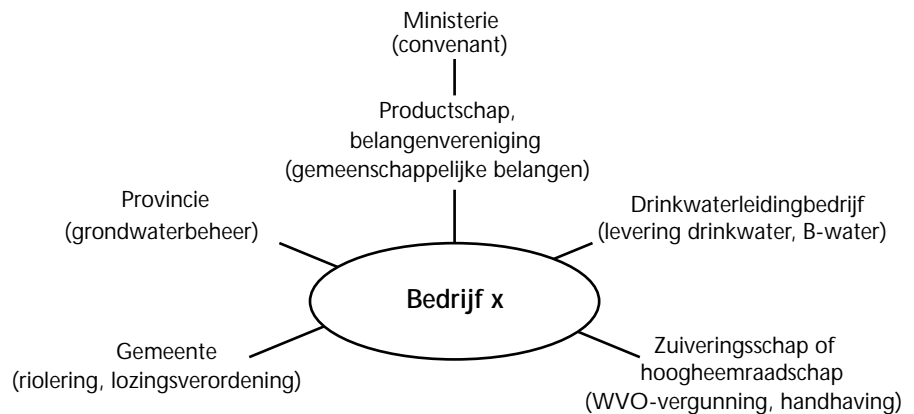 Ministerie
(convenant)
Productschap,
belangenvereniging
(gemeenschappelijke belangen)
Provincie
(grondwaterbeheer)
Drinkwaterleidingbedrijf
(levering drinkwater, B-water)
Bedrijf x
Gemeente
(riolering, lozingsverordening)
Zuiveringsschap of
hoogheemraadschap
(WVO-vergunning, handhaving)